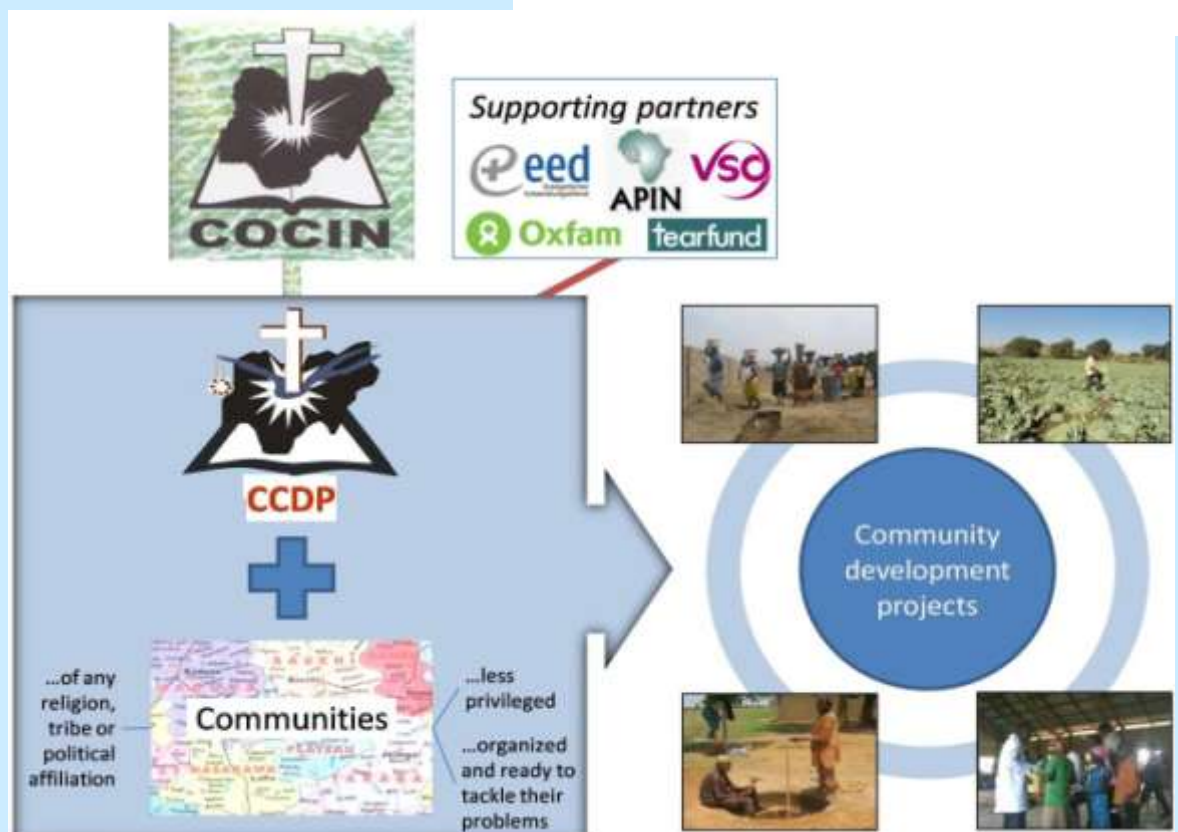 COCIN
Supporting partners
eed
APIN
vso
Oxfam
tearfund
CCDP
...of any
religion,
tribe or
political
affiliation
Communities
...less
privileged
...organized
and ready to
tackle their
problems
Community
development
projects